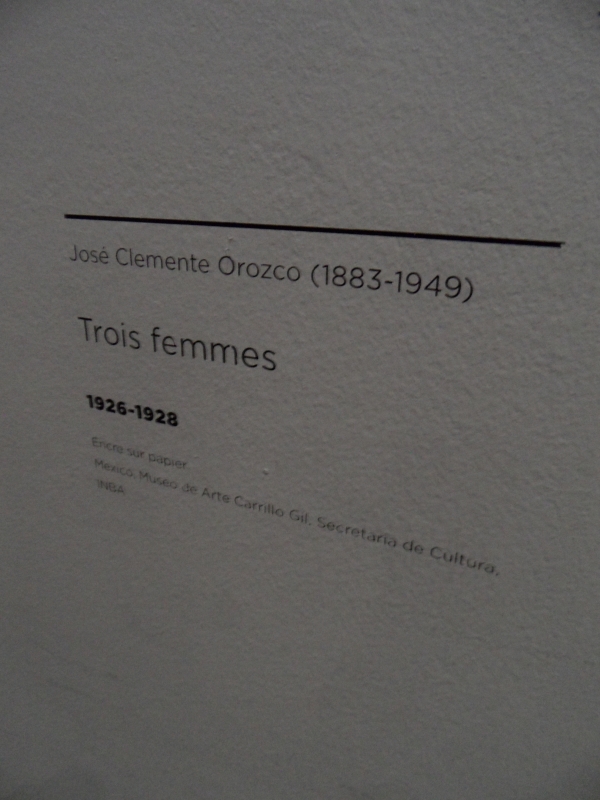 José Clemente Orozco (1883-1949)
Trois femmes
1926-1928
Encre sur papier
Mexico, Museo de Arte Carrillo Gil. Secretaría de Cultura.
INBA